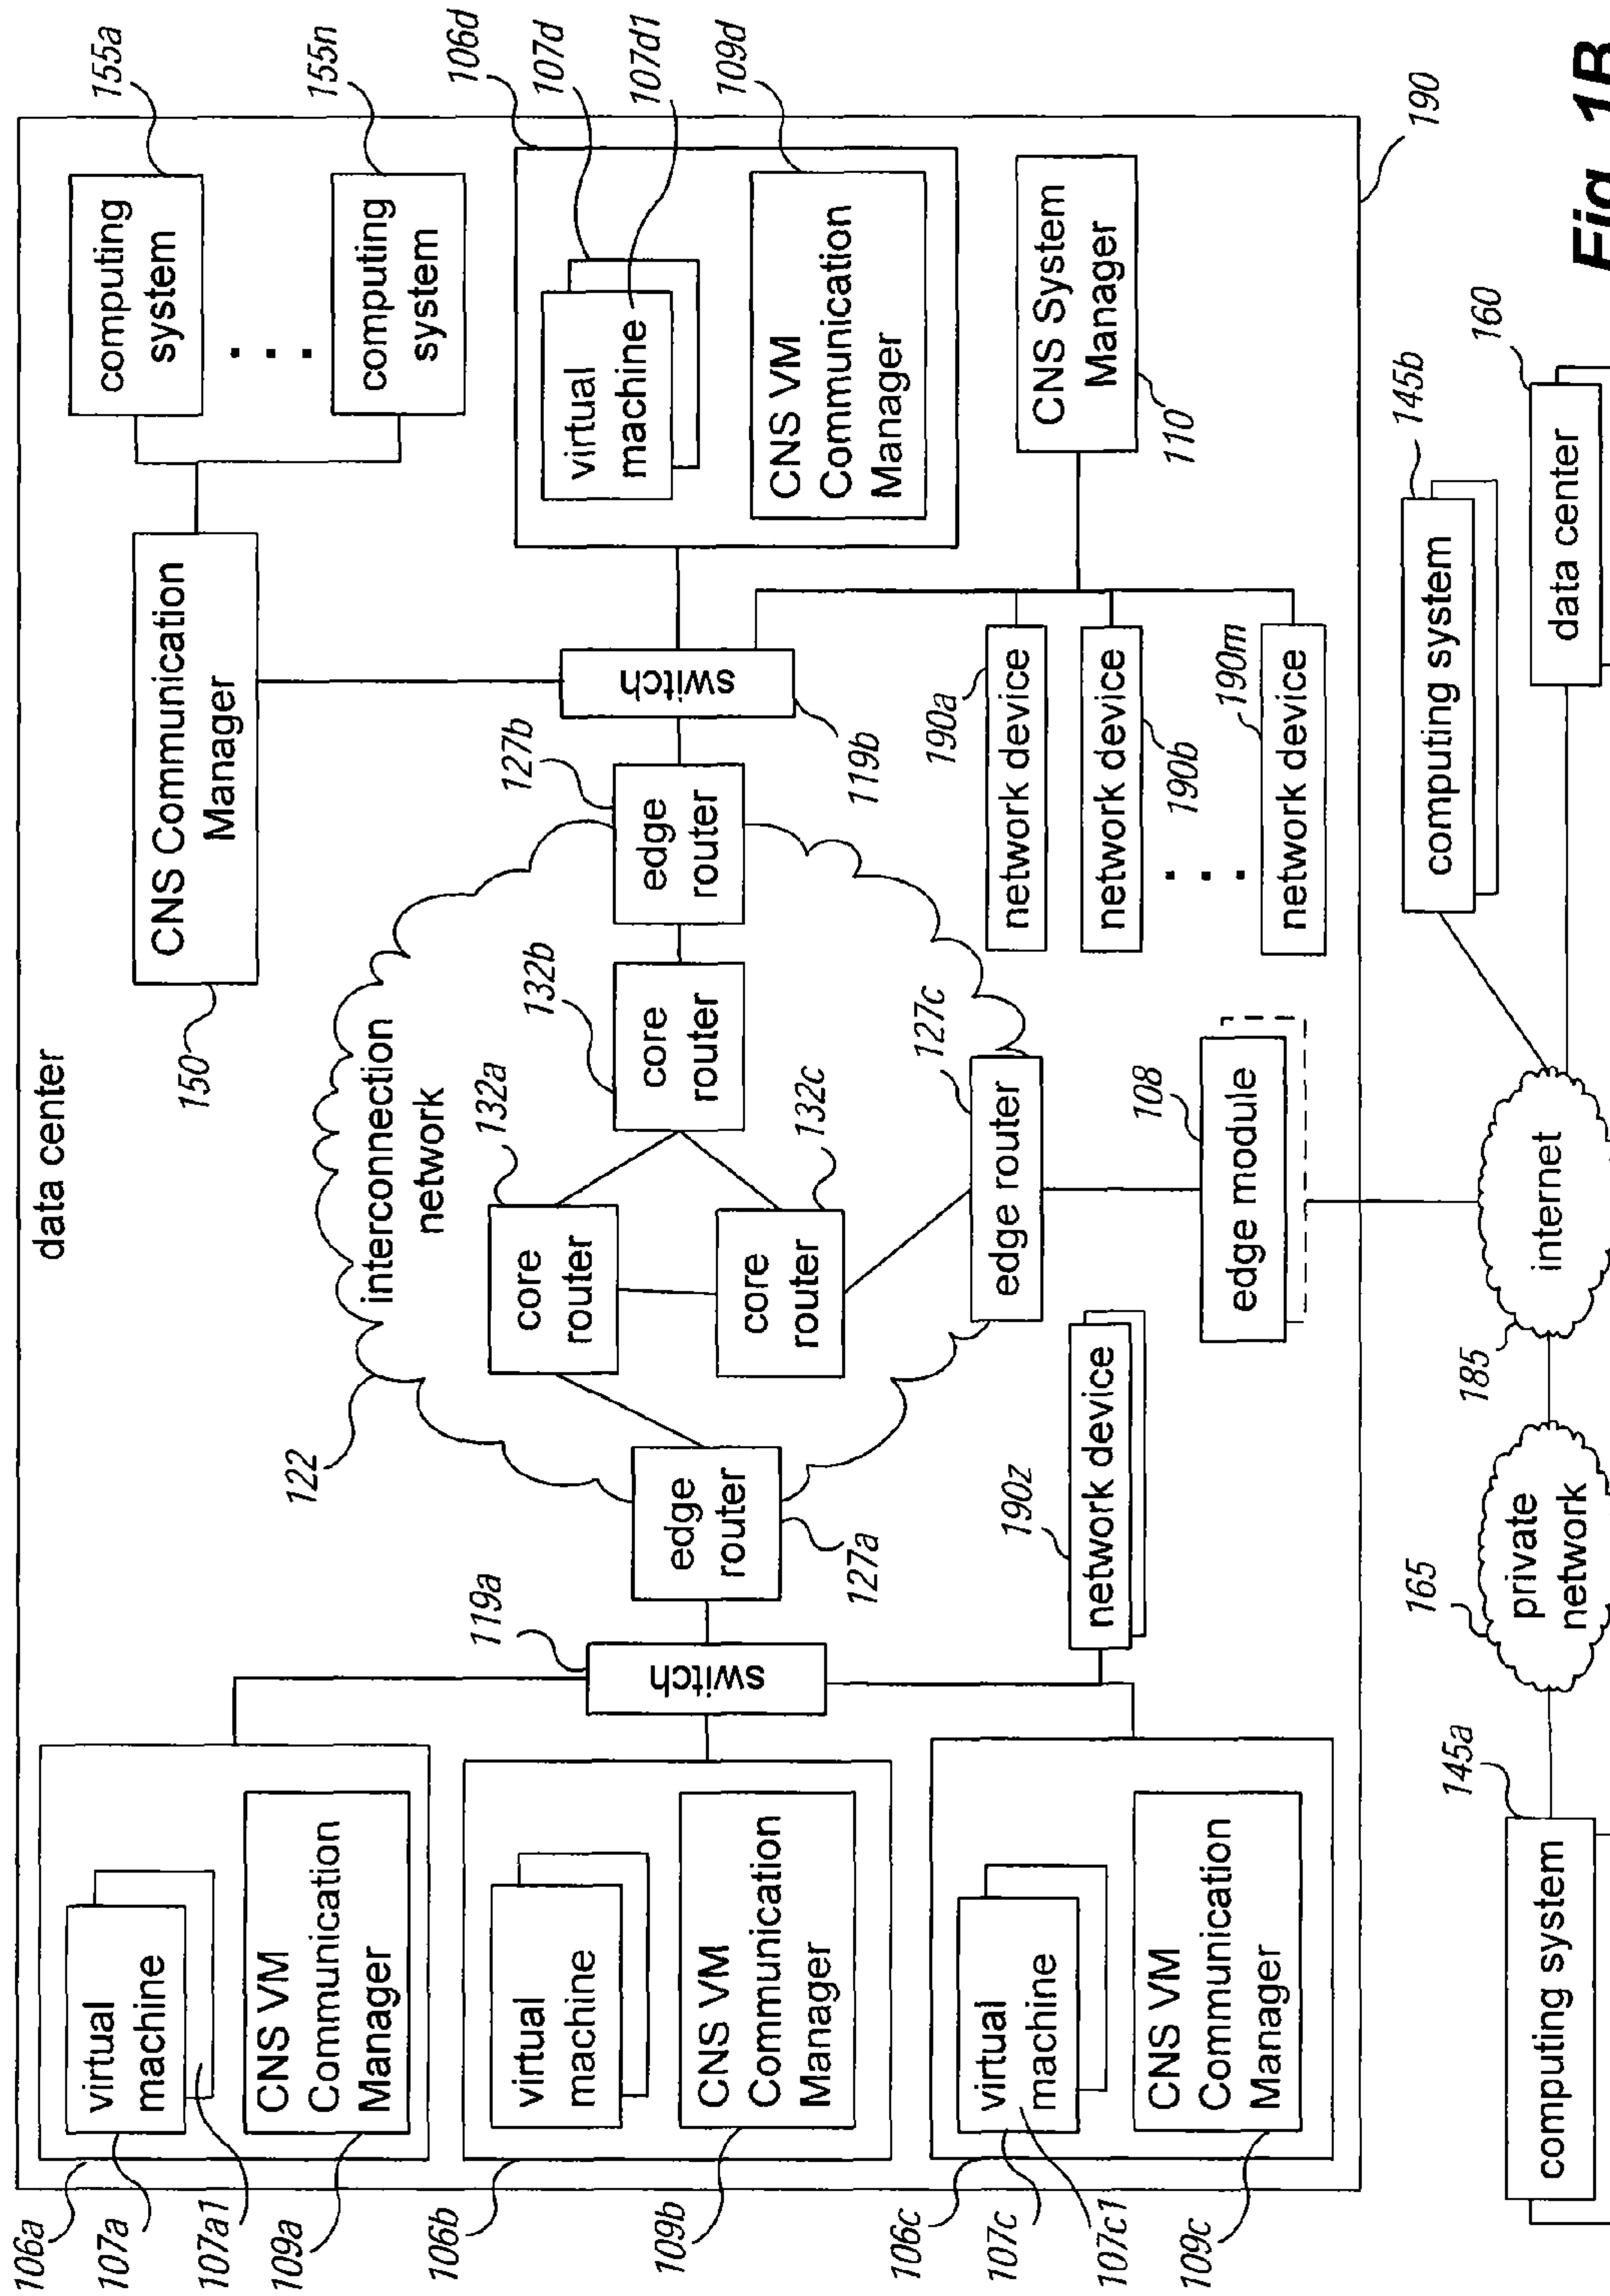 data center
106a
107a
107a1
109a
virtual
machine
CNS VM
Communication
Manager
106b
109b
virtual
machine
CNS VM
Communication
Manager
106c
107c
107c1
109c
virtual
machine
CNS VM
Communication
Manager
119a
switch
122
interconnection
network
127a
edge
router
132a
core
router
132b
core
router
132c
core
router
127b
edge
router
127c
edge router
190z
network device
108
edge module
150
CNS Communication
Manager
155a
computing
system
. . .
155n
computing
system
119b
switch
106d
107d
107d1
109d
virtual
machine
CNS VM
Communication
Manager
110
CNS System
Manager
190a
network device
190b
network device
. . .
190m
network device
190
145a
computing system
165
private
network
185
internet
145b
computing system
160
data center
Fig. 1B